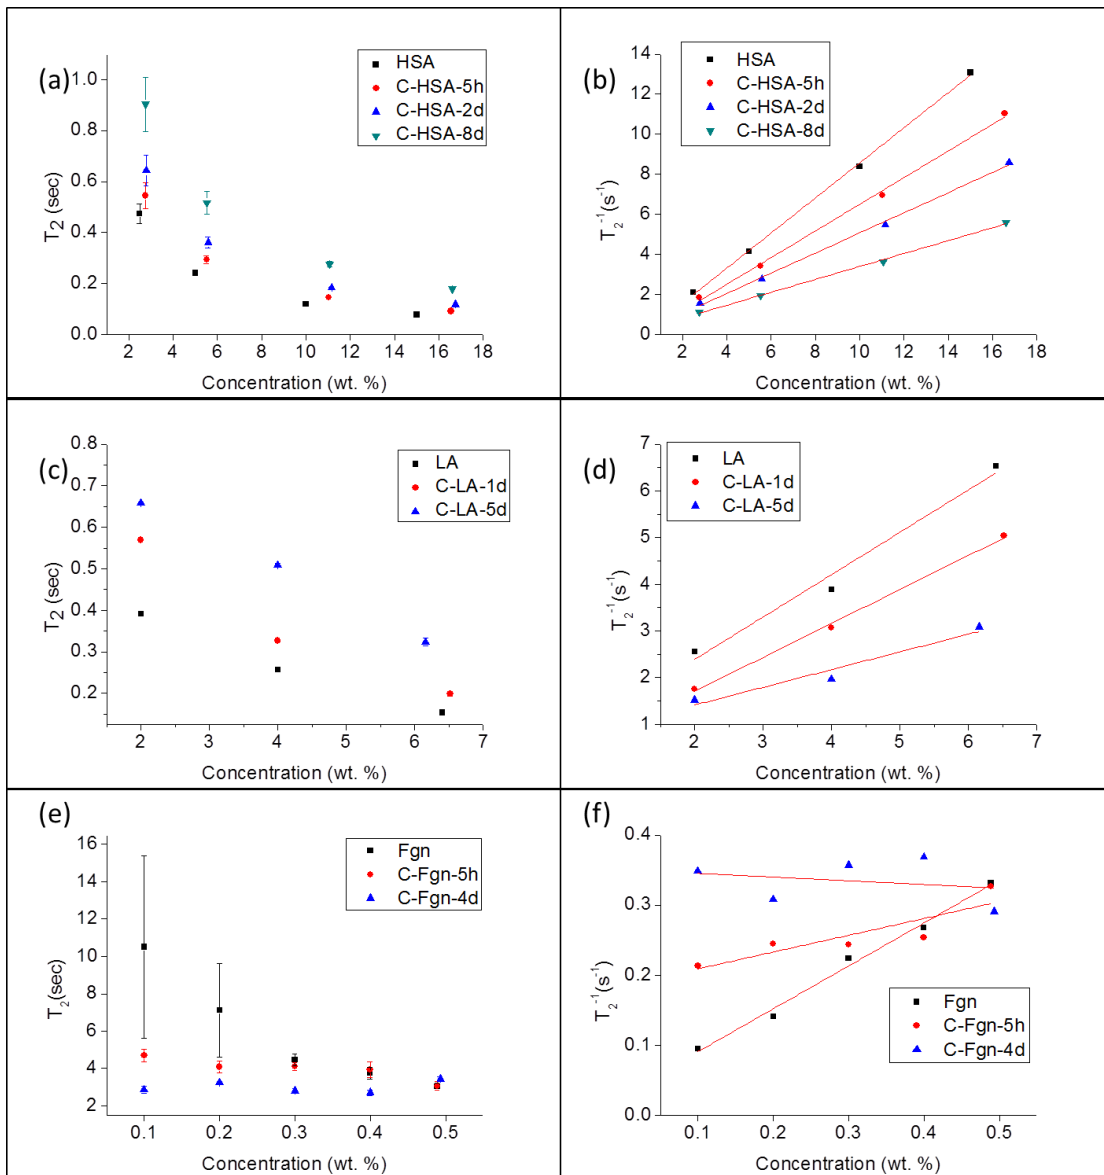 (a)
HSA
C-HSA-5h
C-HSA-2d
C-HSA-8d
1.0
0.8
0.6
0.4
0.2
0.0
T2 (sec)
2 4 6 8 10 12 14 16 18
Concentration (wt. %)
(b)
HSA
C-HSA-5h
C-HSA-2d
C-HSA-8d
14
12
10
8
6
4
2
0
T2-1(s-1)
2 4 6 8 10 12 14 16 18
Concentration (wt. %)
(c)
LA
C-LA-1d
C-LA-5d
0.8
0.7
0.6
0.5
0.4
0.3
0.2
T2 (sec)
2 3 4 5 6 7
Concentration (wt. %)
(d)
LA
C-LA-1d
C-LA-5d
7
6
5
4
3
2
1
T2-1(s-1)
2 3 4 5 6 7
Concentration (wt. %)
(e)
Fgn
C-Fgn-5h
C-Fgn-4d
16
14
12
10
8
6
4
2
T2(sec)
0.1 0.2 0.3 0.4 0.5
Concentration (wt. %)
(f)
Fgn
C-Fgn-5h
C-Fgn-4d
0.4
0.3
0.2
0.1
0.0
T2-1(s-1)
0.1 0.2 0.3 0.4 0.5
Concentration (wt. %)